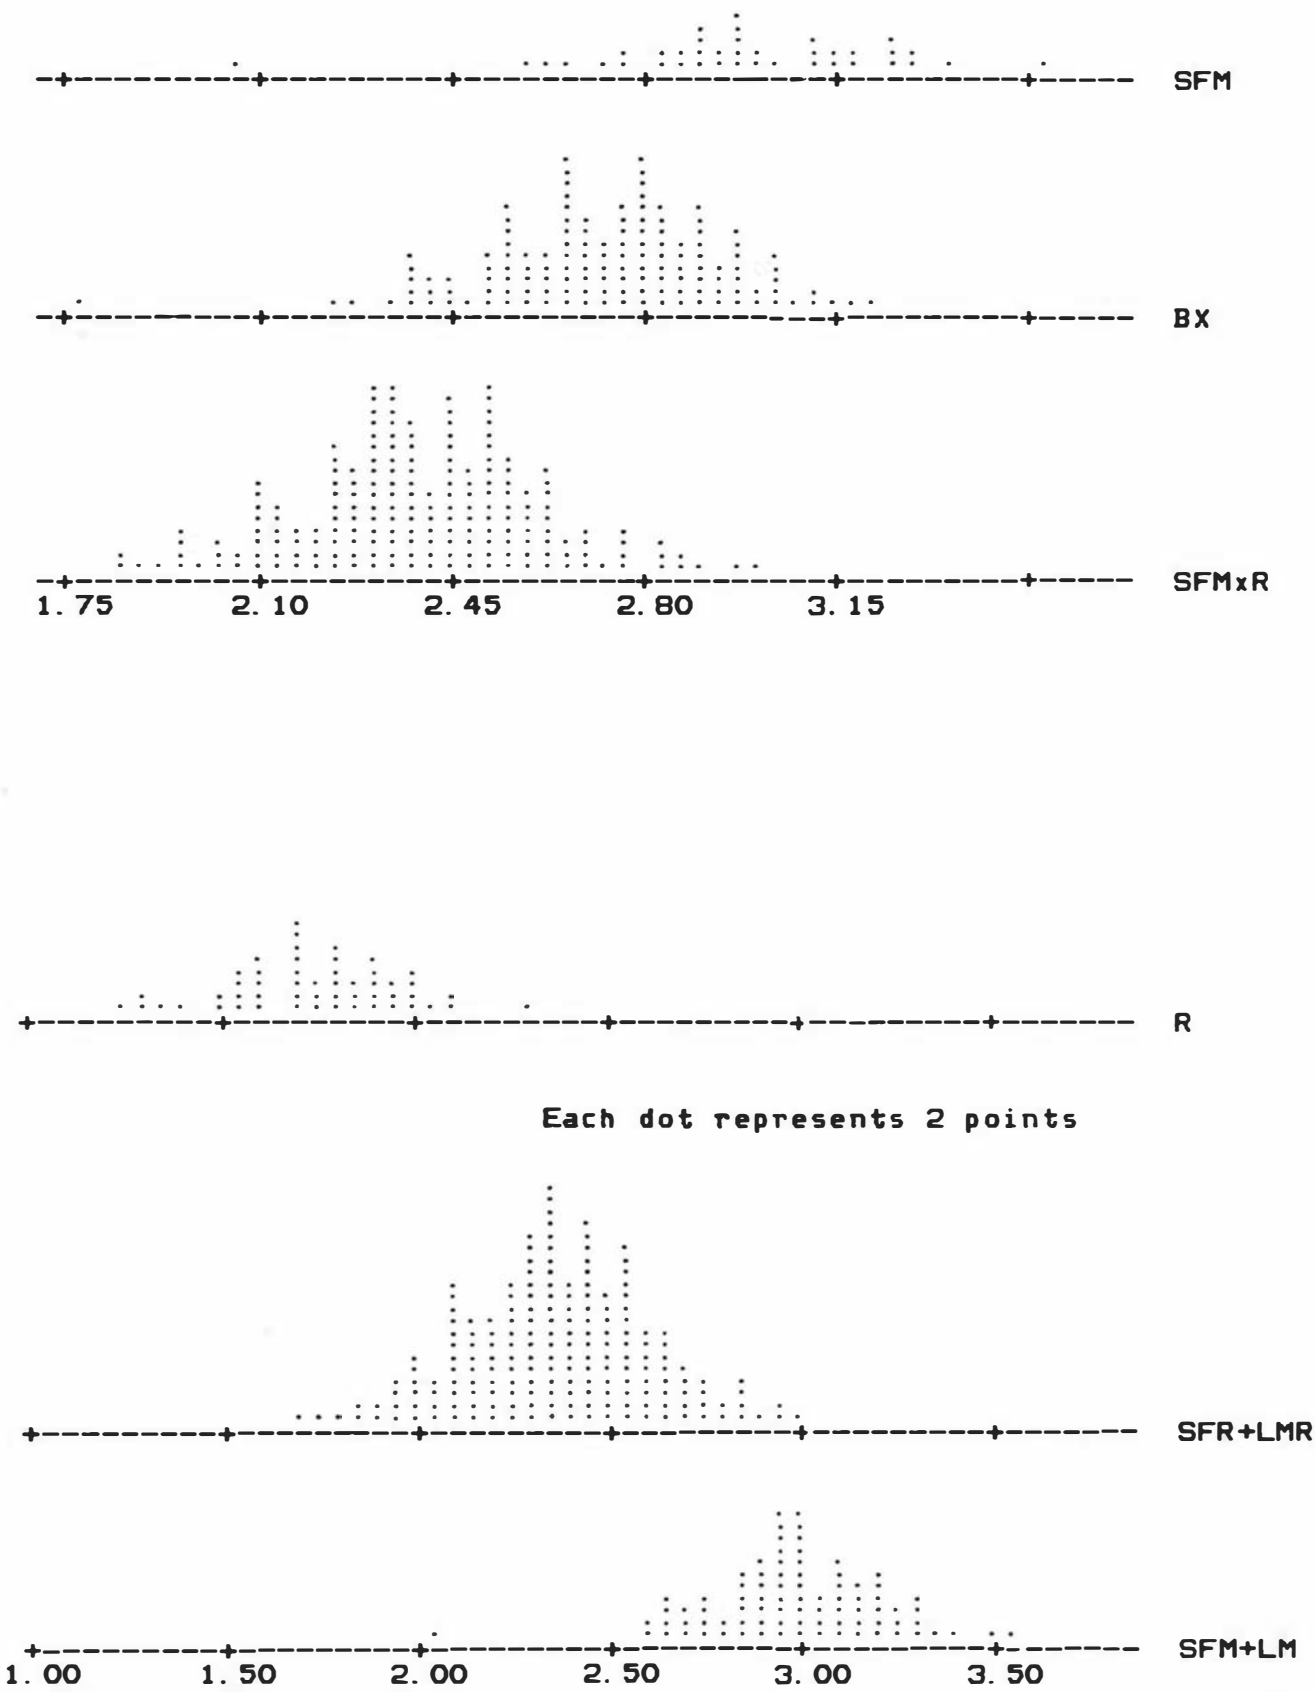 SFM
BX
SFMxR
1.75 2.10 2.45 2.80 3.15
R
Each dot represents 2 points
SFR+LMR
SFM+LM
1.00 1.50 2.00 2.50 3.00 3.50